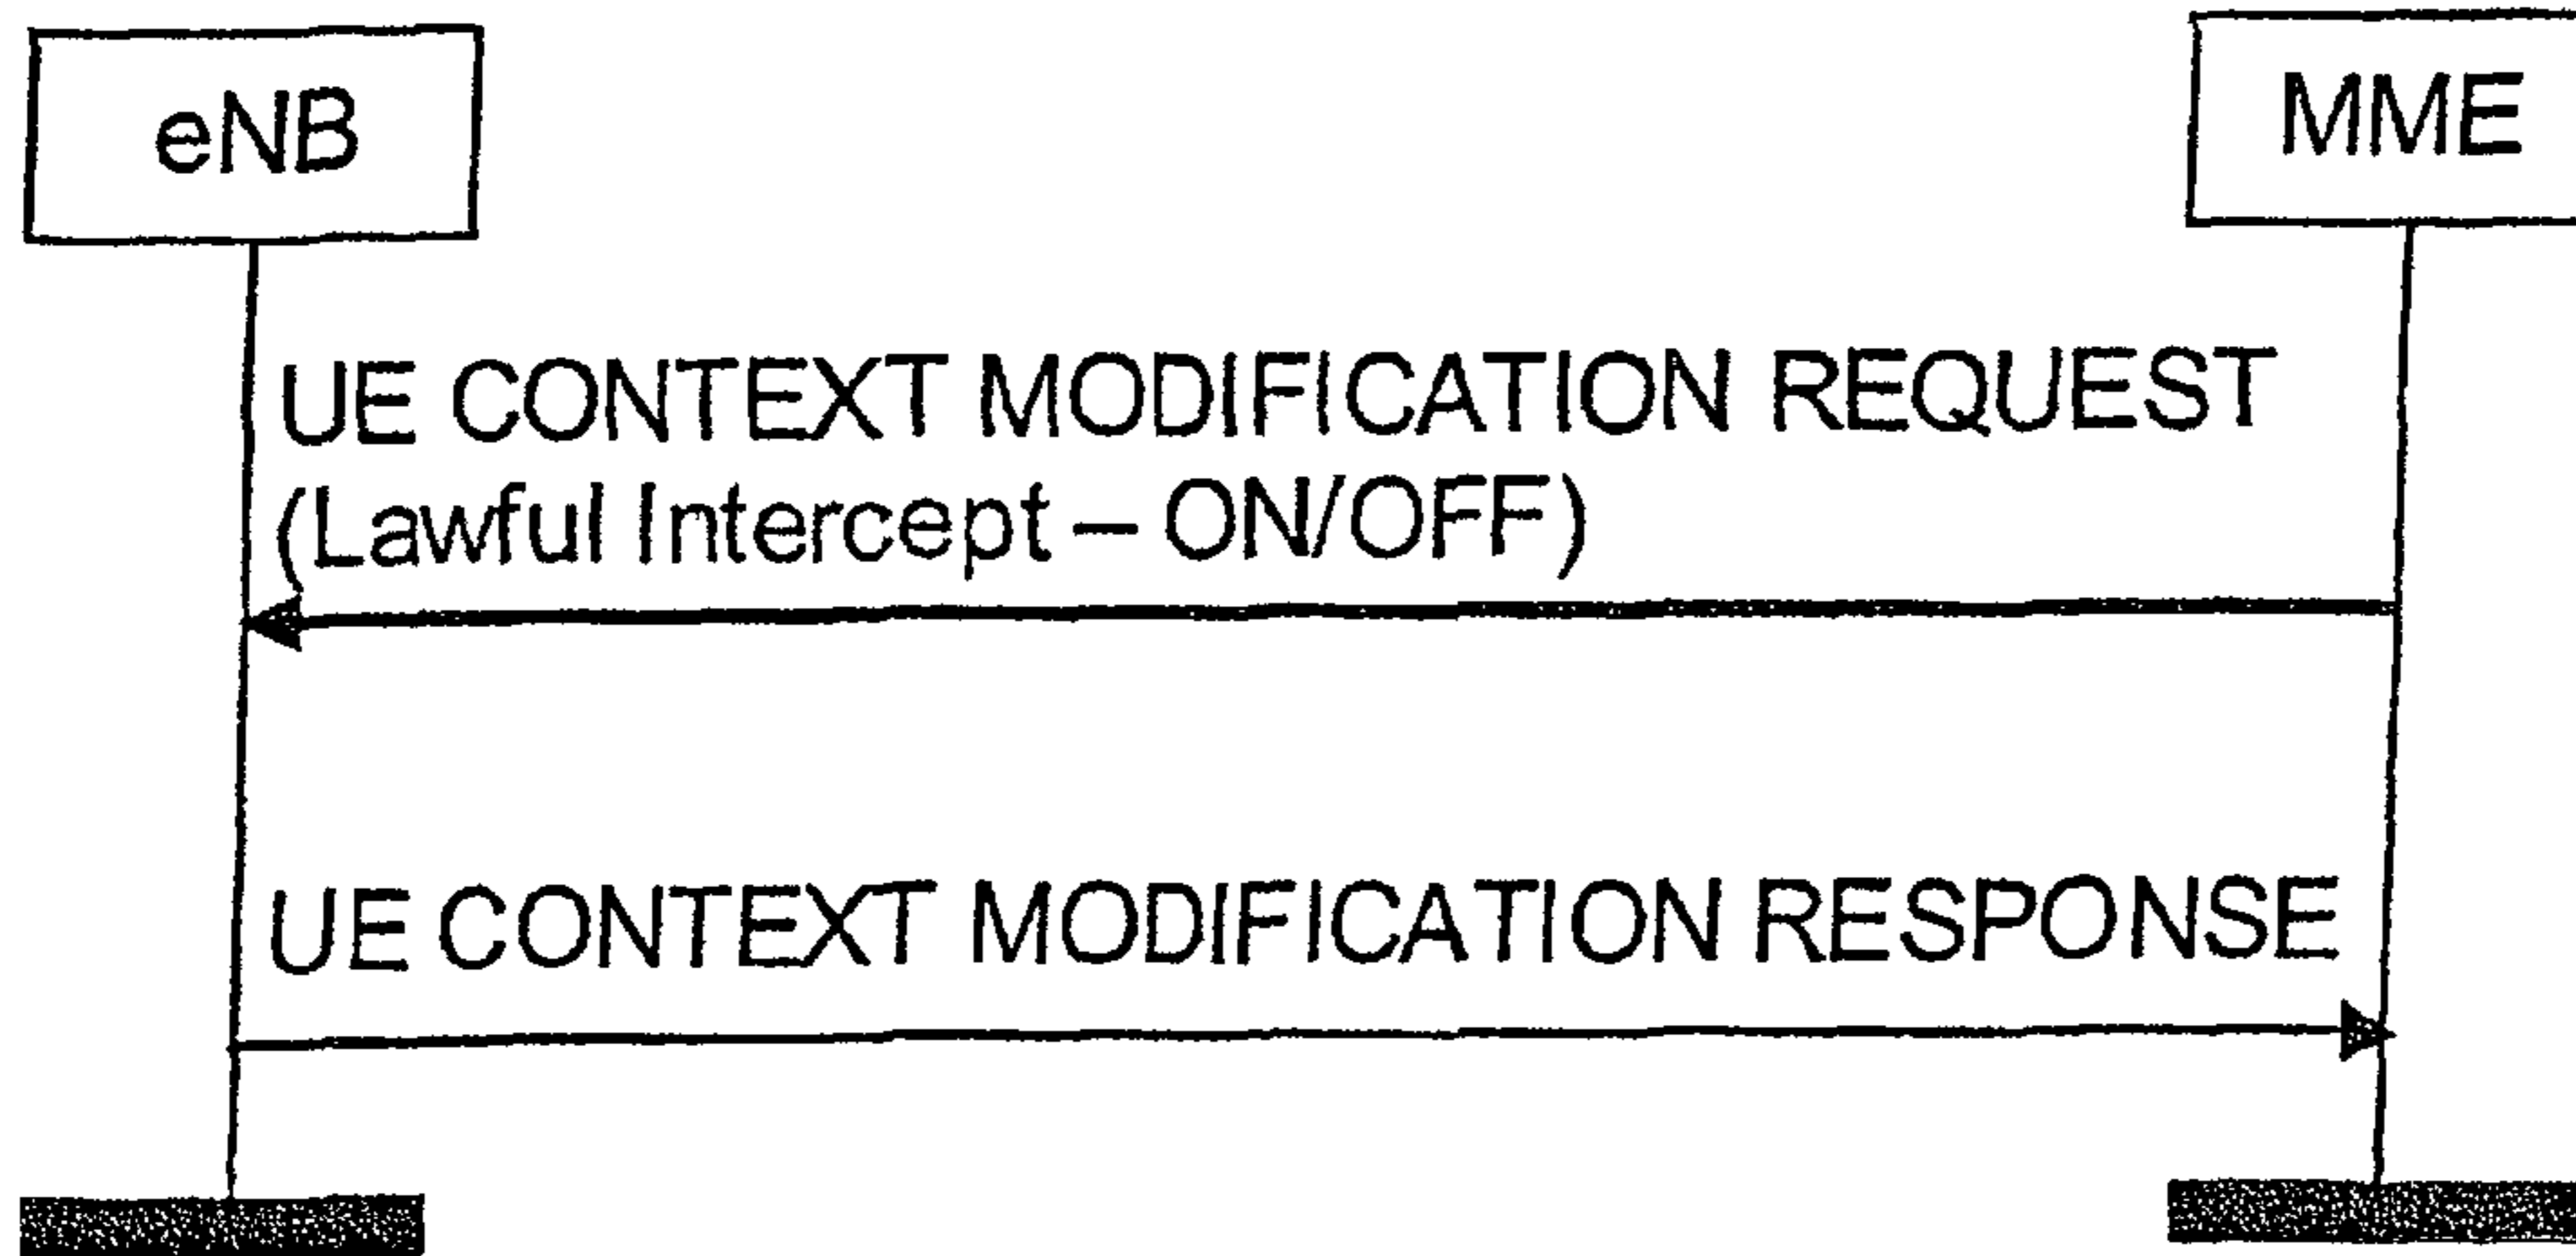 eNB
MME
UE CONTEXT MODIFICATION REQUEST
(Lawful Intercept – ON/OFF)
UE CONTEXT MODIFICATION RESPONSE